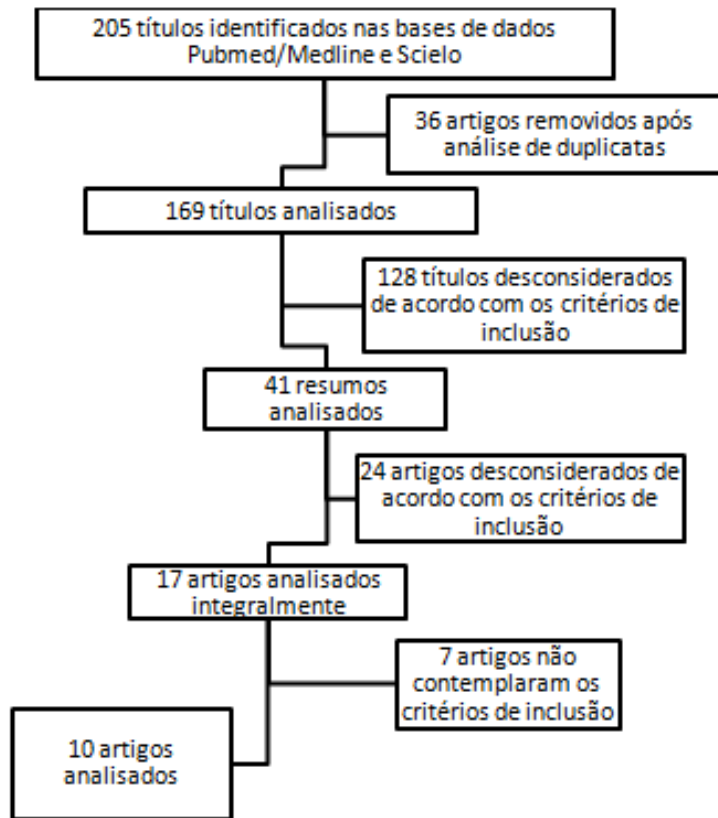 205 títulos identificados nas bases de dados
Pubmed/Medline e Scielo
36 artigos removidos após
análise de duplicatas
169 títulos analisados
128 títulos desconsiderados
de acordo com os critérios de
inclusão
41 resumos
analisados
24 artigos desconsiderados de
acordo com os critérios de
inclusão
17 artigos analisados
integralmente
7 artigos não
contemplaram os
critérios de inclusão
10 artigos
analisados